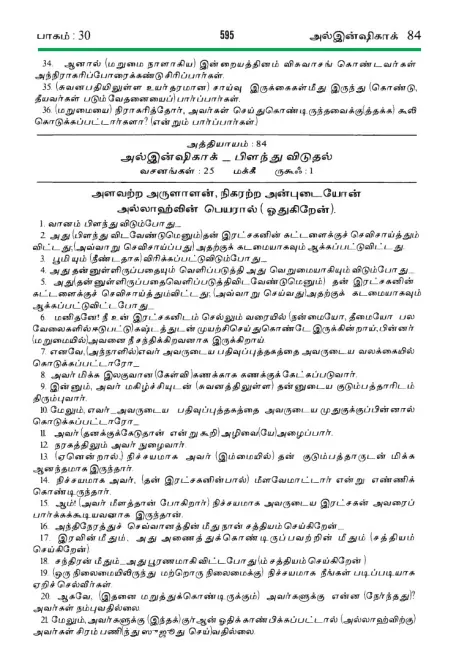 பாகம் : 30 595 அல்இன்ஷிகாக் 84
34. ஆனால் (மறுமை நாளாகிய) இன்றையத்தினம் விசுவாசங் கொண்டவர்கள்
அந்நிராகரிப்போரைக்கண்டு சிரிப்பார்கள்.
35. (சுவனபதியிலுள்ள உயர்தரமான) சாய்வு இருக்கைகள்மீது இருந்து (கொண்டு,
தீயவர்கள் படும்வேதனையைப்) பார்ப்பார்கள்.
36. (மறுமையை) நிராகரித்தோர், அவர்கள் செய்துகொண்டிருந்தவைக்கு(த்தக்க) கூலி
கொடுக்கப்பட்டார்களா? (என்றும் பார்ப்பார்கள்.)
அத்தியாயம் : 84
அல்இன்ஷிகாக் _ பிளந்து விடுதல்
வசனங்கள் : 25 மக்கீ ருகூஃ : 1
அளவற்ற அருளாளன், நிகரற்ற அன்புடையோன்
அல்லாஹ்வின் பெயரால் ( ஓதுகிறேன்).
1. வானம் பிளந்து விடும்போது_
2. அது (பிளந்து விடவேண்டுமெனும்)தன் இரட்சகனின் கட்டளைக்குச் செவிசாய்த்தும்
விட்டது;(அவ்வாறு செவிசாய்ப்பது) அதற்குக் கடமையாகவும் ஆக்கப்பட்டுவிட்டது.
3. பூமியும் (நீண்டதாக)விரிக்கப்பட்டுவிடும்போது_
4. அது தன்னுள்ளிருப்பதையும் வெளிப்படுத்தி அது வெறுமையாகியும் விடும்போது_
5. அது(தன்னுள்ளிருப்பதைவெளிப்படுத்திவிடவேண்டுமெனும்) தன் இரட்சகனின்
கட்டளைக்குச் செவிசாய்த்தும்விட்டது; (அவ்வாறு செய்வது)அதற்குக் கடமையாகவும்
ஆக்கப்பட்டுவிட்டபோது_
6. மனிதனே! நீ உன் இரட்சகனிடம் செல்லும் வரையில் (நன்மையோ, தீமையோ பல
வேலைகளில்ஈடுபட்டு)கஷ்டத்துடன் முயற்சிசெய்துகொண்டே இருக்கின்றாய்;பின்னர்
(மறுமையில்)அவனை நீ சந்திக்கிறவனாக இருக்கிறாய்.
7. எனவே, (அந்நாளில்)எவர் அவருடைய பதிவுப்புத்தகத்தை அவருடைய வலக்கையில்
கொடுக்கப்பட்டாரோ_
8. அவர் மிக்க இலகுவான (கேள்வி)கணக்காக கணக்குக் கேட்கப்படுவார்.
9. இன்னும், அவர் மகிழ்ச்சியுடன் (சுவனத்திலுள்ள) தன்னுடைய குடும்பத்தாரிடம்
திரும்புவார்.
10. மேலும், எவர்_அவருடைய பதிவுப்புத்தகத்தை அவருடைய முதுகுக்குப்பின்னால்
கொடுக்கப்பட்டாரோ_
11. அவர் (தனக்குக்கேடுதான் என்று கூறி) அழிவை(யே)அழைப்பார்.
12. நரகத்திலும் அவர் நுழைவார்.
13. (ஏனென்றால்,) நிச்சயமாக அவர் (இம்மையில்) தன் குடும்பத்தாருடன் மிக்க
ஆனந்தமாக இருந்தார்.
14. நிச்சயமாக அவர், (தன் இரட்சகனின்பால்) மீளவேமாட்டார் என்று எண்ணிக்
கொண்டிருந்தார்.
15. ஆம்! (அவர் மீளத்தான் போகிறார்) நிச்சயமாக அவருடைய இரட்சகன் அவரைப்
பார்க்கக்கூடியவனாக இருந்தான்.
16. அந்திநேரத்துச் செவ்வானத்தின் மீது நான் சத்தியம்செய்கிறேன்_
17. இரவின்மீதும், அது அணைத்துக்கொண்டிருப்பவற்றின் மீதும் (சத்தியம்
செய்கிறேன்)
18. சந்திரன் மீதும்_அது பூரணமாகி விட்டபோது(ம் சத்தியம் செய்கிறேன் )
19. (ஒரு நிலைமையிலிருந்து மற்றொரு நிலைமைக்கு) நிச்சயமாக நீங்கள் படிப்படியாக
ஏறிச் செல்வீர்கள்.
20. ஆகவே, (இதனை மறுத்துக்கொண்டிருக்கும்) அவர்களுக்கு என்ன (நேர்ந்தது)?
அவர்கள் நம்புவதில்லை.
21. மேலும், அவர்களுக்கு (இந்தக்) குர்ஆன் ஓதிக் காண்பிக்கப்பட்டால் (அல்லாஹ்விற்கு)
அவர்கள் சிரம் பணிந்து ஸுஜூது செய்வதில்லை.